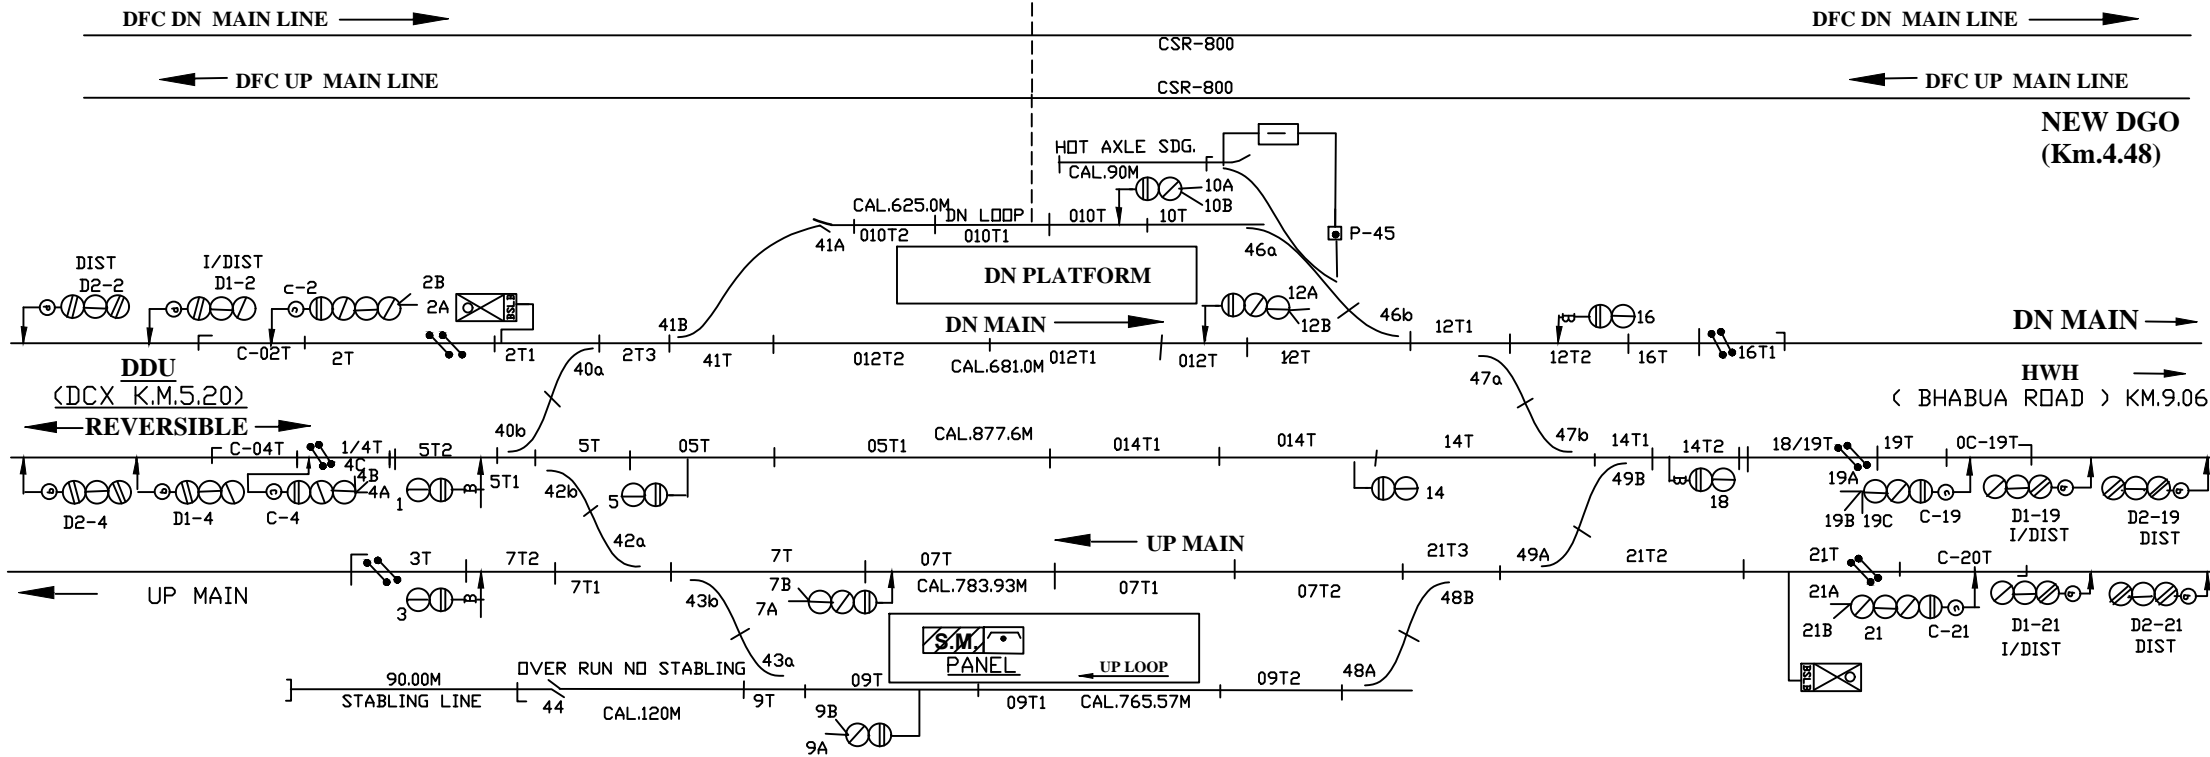 DFC DN MAIN LINE
DFC DN MAIN LINE
CSR-800
DFC UP MAIN LINE
DFC UP MAIN LINE
CSR-800
NEW DGO
(Km.4.48)
HOT AXLE SDG.
CAL.90M
10A
10B
CAL.625.0M
DN LOOP
010T
10T
41A
010T2
010T1
46a
P-45
DIST
D2-2
I/DIST
D1-2
c-2
2B
2A
BSLB
DN PLATFORM
12A
12B
41B
DN MAIN
46b
12T1
16
DN MAIN
C-02T
2T
2T1
2T3
41T
012T2
012T1
CAL.681.0M
012T
12T
12T2
16T
16T1
DDU
(DCX K.M.5.20)
REVERSIBLE
40a
47a
HWH
( BHABUA ROAD ) KM.9.06
C-04T
1/4T
5T2
40b
5T
05T
05T1
CAL.877.6M
014T1
014T
14T
47b
14T1
14T2
18/19T
19T
0C-19T
4C
4B
4A
5T1
42b
49B
19A
D2-4
D1-4
C-4
1
B
5
14
B
18
19B
19C
C-19
D1-19
I/DIST
D2-19
DIST
42a
UP MAIN
3T
7T2
7T
07T
21T3
49A
21T2
21T
C-20T
UP MAIN
3
B
7T1
43b
7B
7A
CAL.783.93M
07T1
07T2
48B
21A
21B
21
C-21
D1-21
I/DIST
D2-21
DIST
S.M.
PANEL
UP LOOP
43a
48A
BSLB
90.00M
STABLING LINE
OVER RUN NO STABLING
44
CAL.120M
9T
09T
09T1
CAL.765.57M
09T2
9B
9A